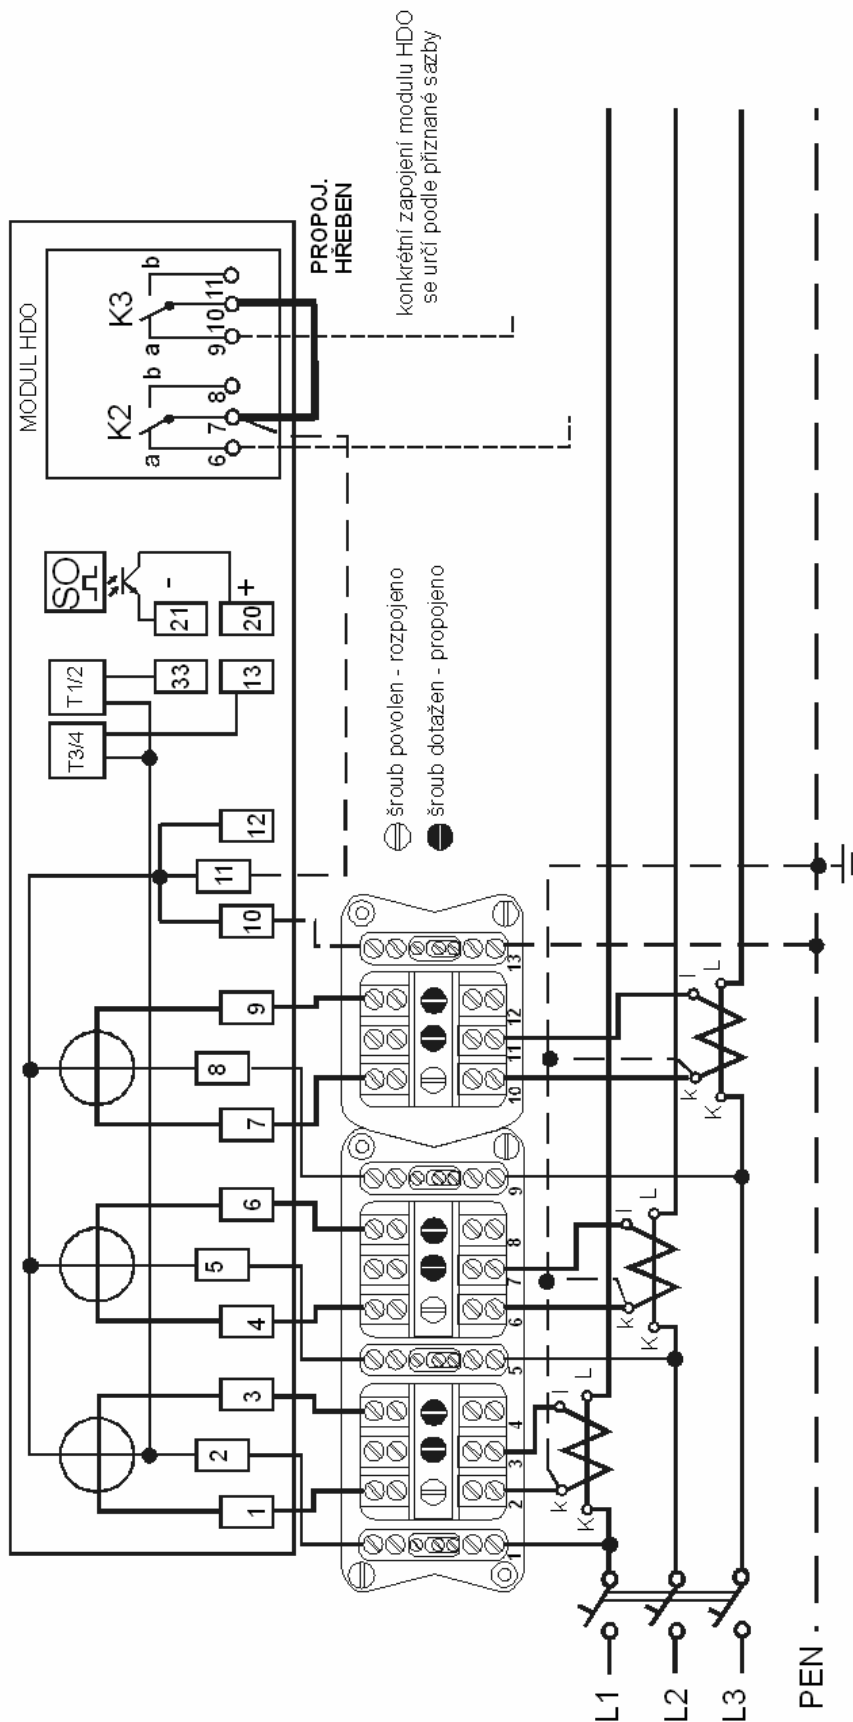 MODUL HDO
K2
K3
a
b
a
b
6
7
8
9
10
11
PROPOJ.
HŘEBEN
konkrétní zapojení modulu HDO
se určí podle přiznané sazby
SO
-
+
21
20
T1/2
T3/4
33
13
1
2
3
4
5
6
7
8
9
10
11
12
šroub povolen - rozpojeno
šroub dotažen - propojeno
1
2
3
4
5
6
7
8
9
10
11
12
13
k
l
K
L
k
l
K
L
k
l
K
L
L1
L2
L3
PEN